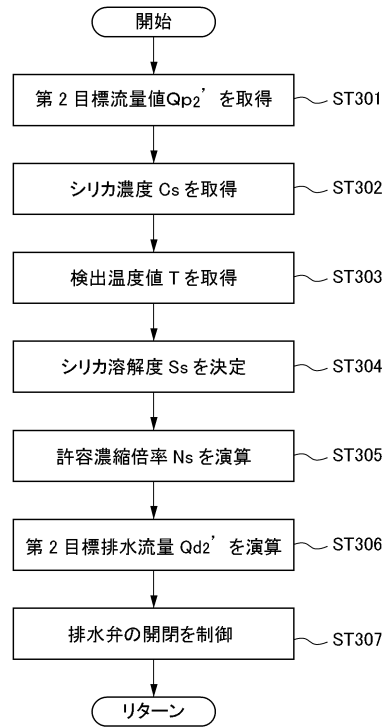 開始
第2目標流量値Qp2’を取得
ST301
シリカ濃度Csを取得
ST302
検出温度値Tを取得
ST303
シリカ溶解度Ssを決定
ST304
許容濃縮倍率Nsを演算
ST305
第2目標排水流量Qd2’を演算
ST306
排水弁の開閉を制御
ST307
リターン